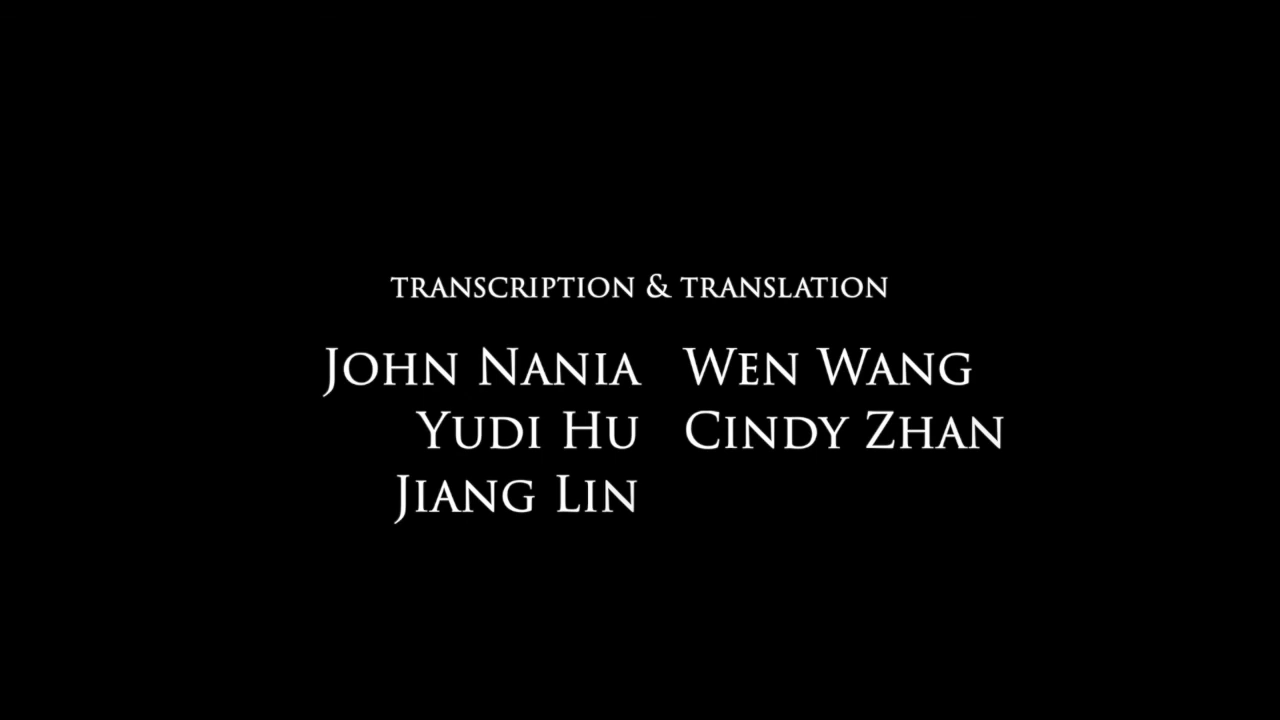 TRANSCRIPTION & TRANSLATION
JOHN NANIA WEN WANG
YUDI HU CINDY ZHAN
JIANG LIN